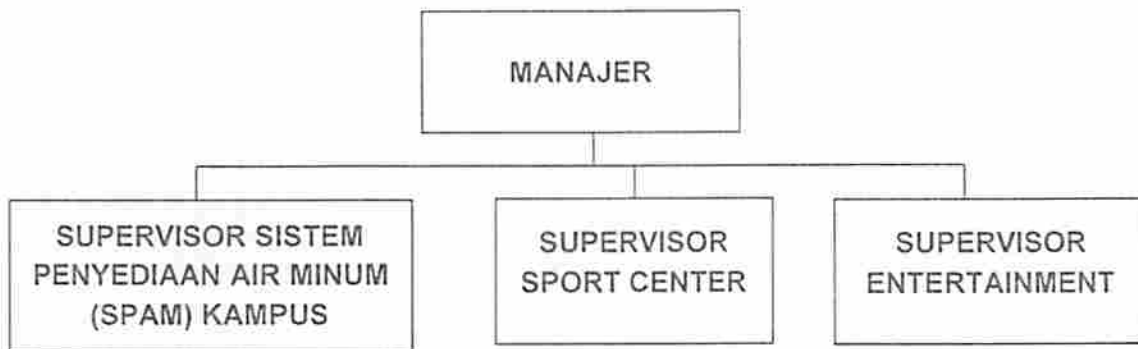 MANAJER
SUPERVISOR SISTEM
PENYEDIAAN AIR MINUM
(SPAM) KAMPUS
SUPERVISOR
SPORT CENTER
SUPERVISOR
ENTERTAINMENT